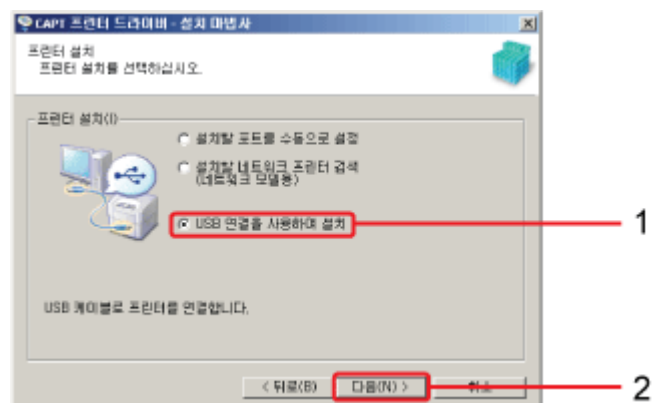 CAPT 프린터 드라이버 - 설치 마법사
프린터 설치
프린터 설치를 선택하십시오.
프린터 설치(I)
설치할 포트를 수동으로 설정
설치할 네트워크 프린터 검색
(네트워크 모델용)
USB 연결을 사용하여 설치
1
USB 케이블로 프린터를 연결합니다.
< 뒤로(B)
다음(N) >
취소
2